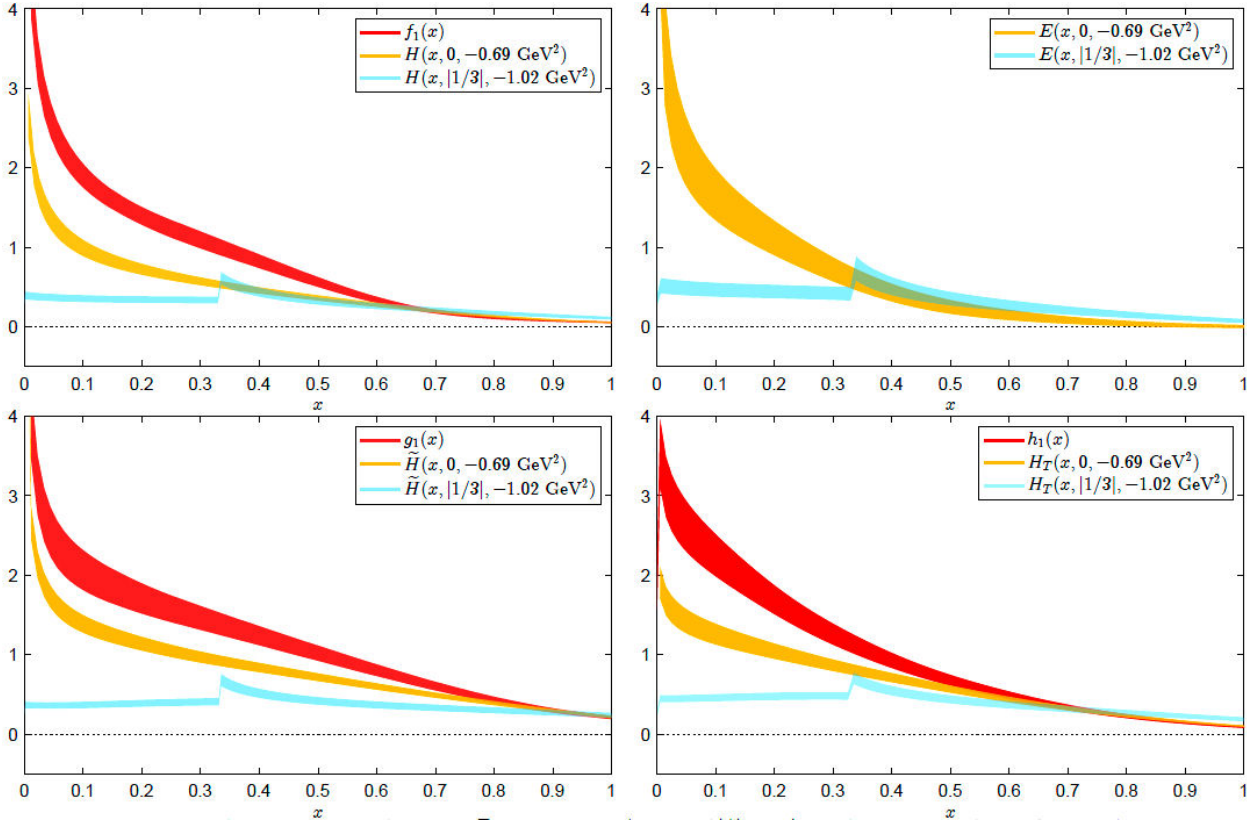 4
3
2
1
0
f₁(x)
H(x, 0, −0.69 GeV²)
H(x, |1/3|, −1.02 GeV²)
0 0.1 0.2 0.3 0.4 0.5 0.6 0.7 0.8 0.9 1
x
4
3
2
1
0
E(x, 0, −0.69 GeV²)
E(x, |1/3|, −1.02 GeV²)
0 0.1 0.2 0.3 0.4 0.5 0.6 0.7 0.8 0.9 1
x
4
3
2
1
0
g₁(x)
H̃(x, 0, −0.69 GeV²)
H̃(x, |1/3|, −1.02 GeV²)
0 0.1 0.2 0.3 0.4 0.5 0.6 0.7 0.8 0.9 1
x
4
3
2
1
0
h₁(x)
H_T(x, 0, −0.69 GeV²)
H_T(x, |1/3|, −1.02 GeV²)
0 0.1 0.2 0.3 0.4 0.5 0.6 0.7 0.8 0.9 1
x